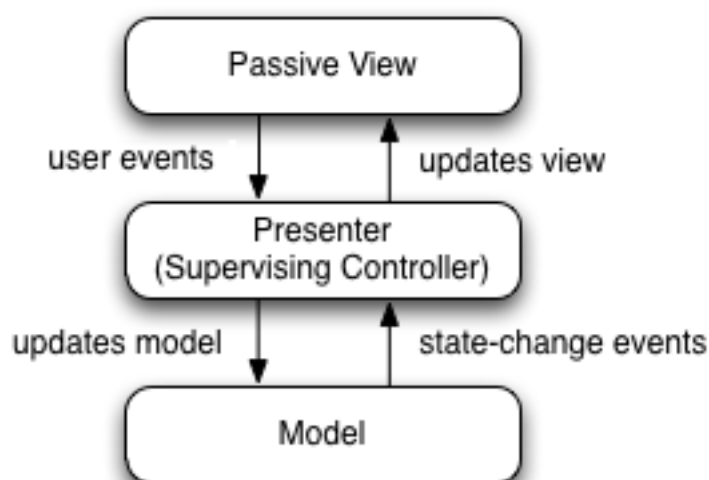 Passive View
user events
updates view
Presenter
(Supervising Controller)
updates model
state-change events
Model